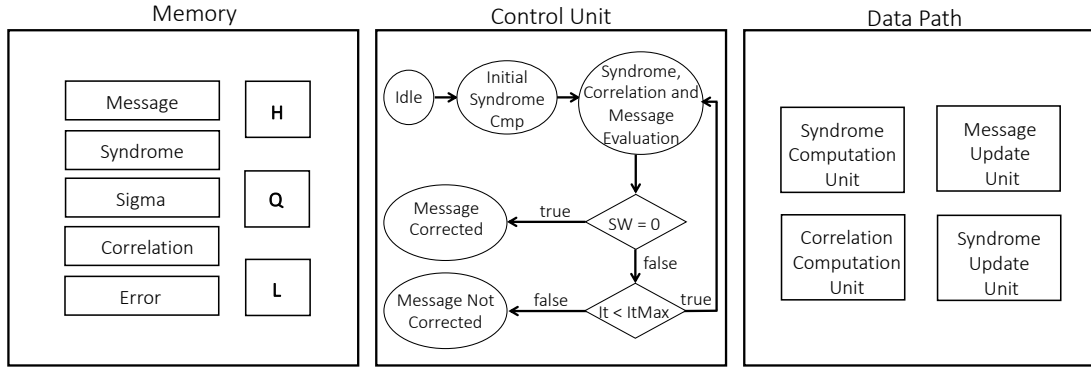 Memory
Message
Syndrome
Sigma
Correlation
Error
H
Q
L
Control Unit
Idle
Initial
Syndrome
Cmp
Syndrome,
Correlation and
Message
Evaluation
SW = 0
true
Message
Corrected
false
It < ItMax
true
false
Message Not
Corrected
Data Path
Syndrome
Computation
Unit
Message
Update
Unit
Correlation
Computation
Unit
Syndrome
Update
Unit